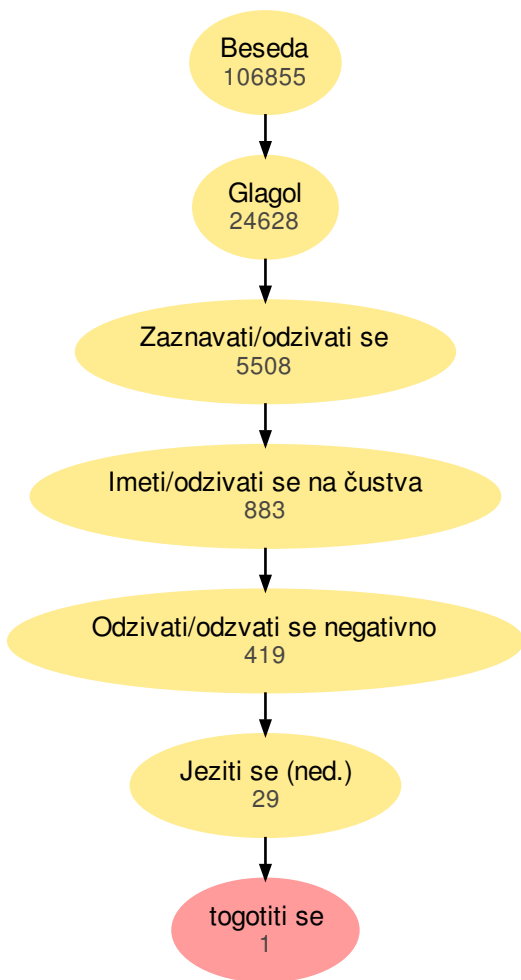 Beseda
106855
Glagol
24628
Zaznavati/odzivati se
5508
Imeti/odzivati se na čustva
883
Odzivati/odzvati se negativno
419
Jeziti se (ned.)
29
togotiti se
1